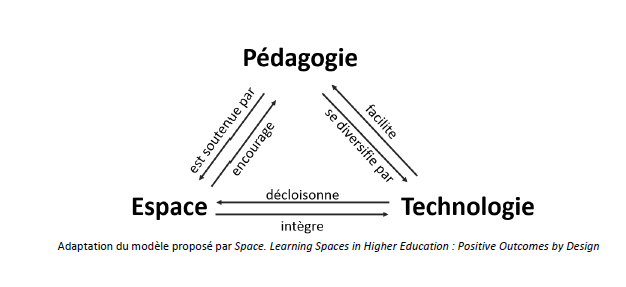 Pédagogie
est soutenue par
encourage
facilite
se diversifie par
Espace
décloisonne
intègre
Technologie
Adaptation du modèle proposé par Space. Learning Spaces in Higher Education : Positive Outcomes by Design